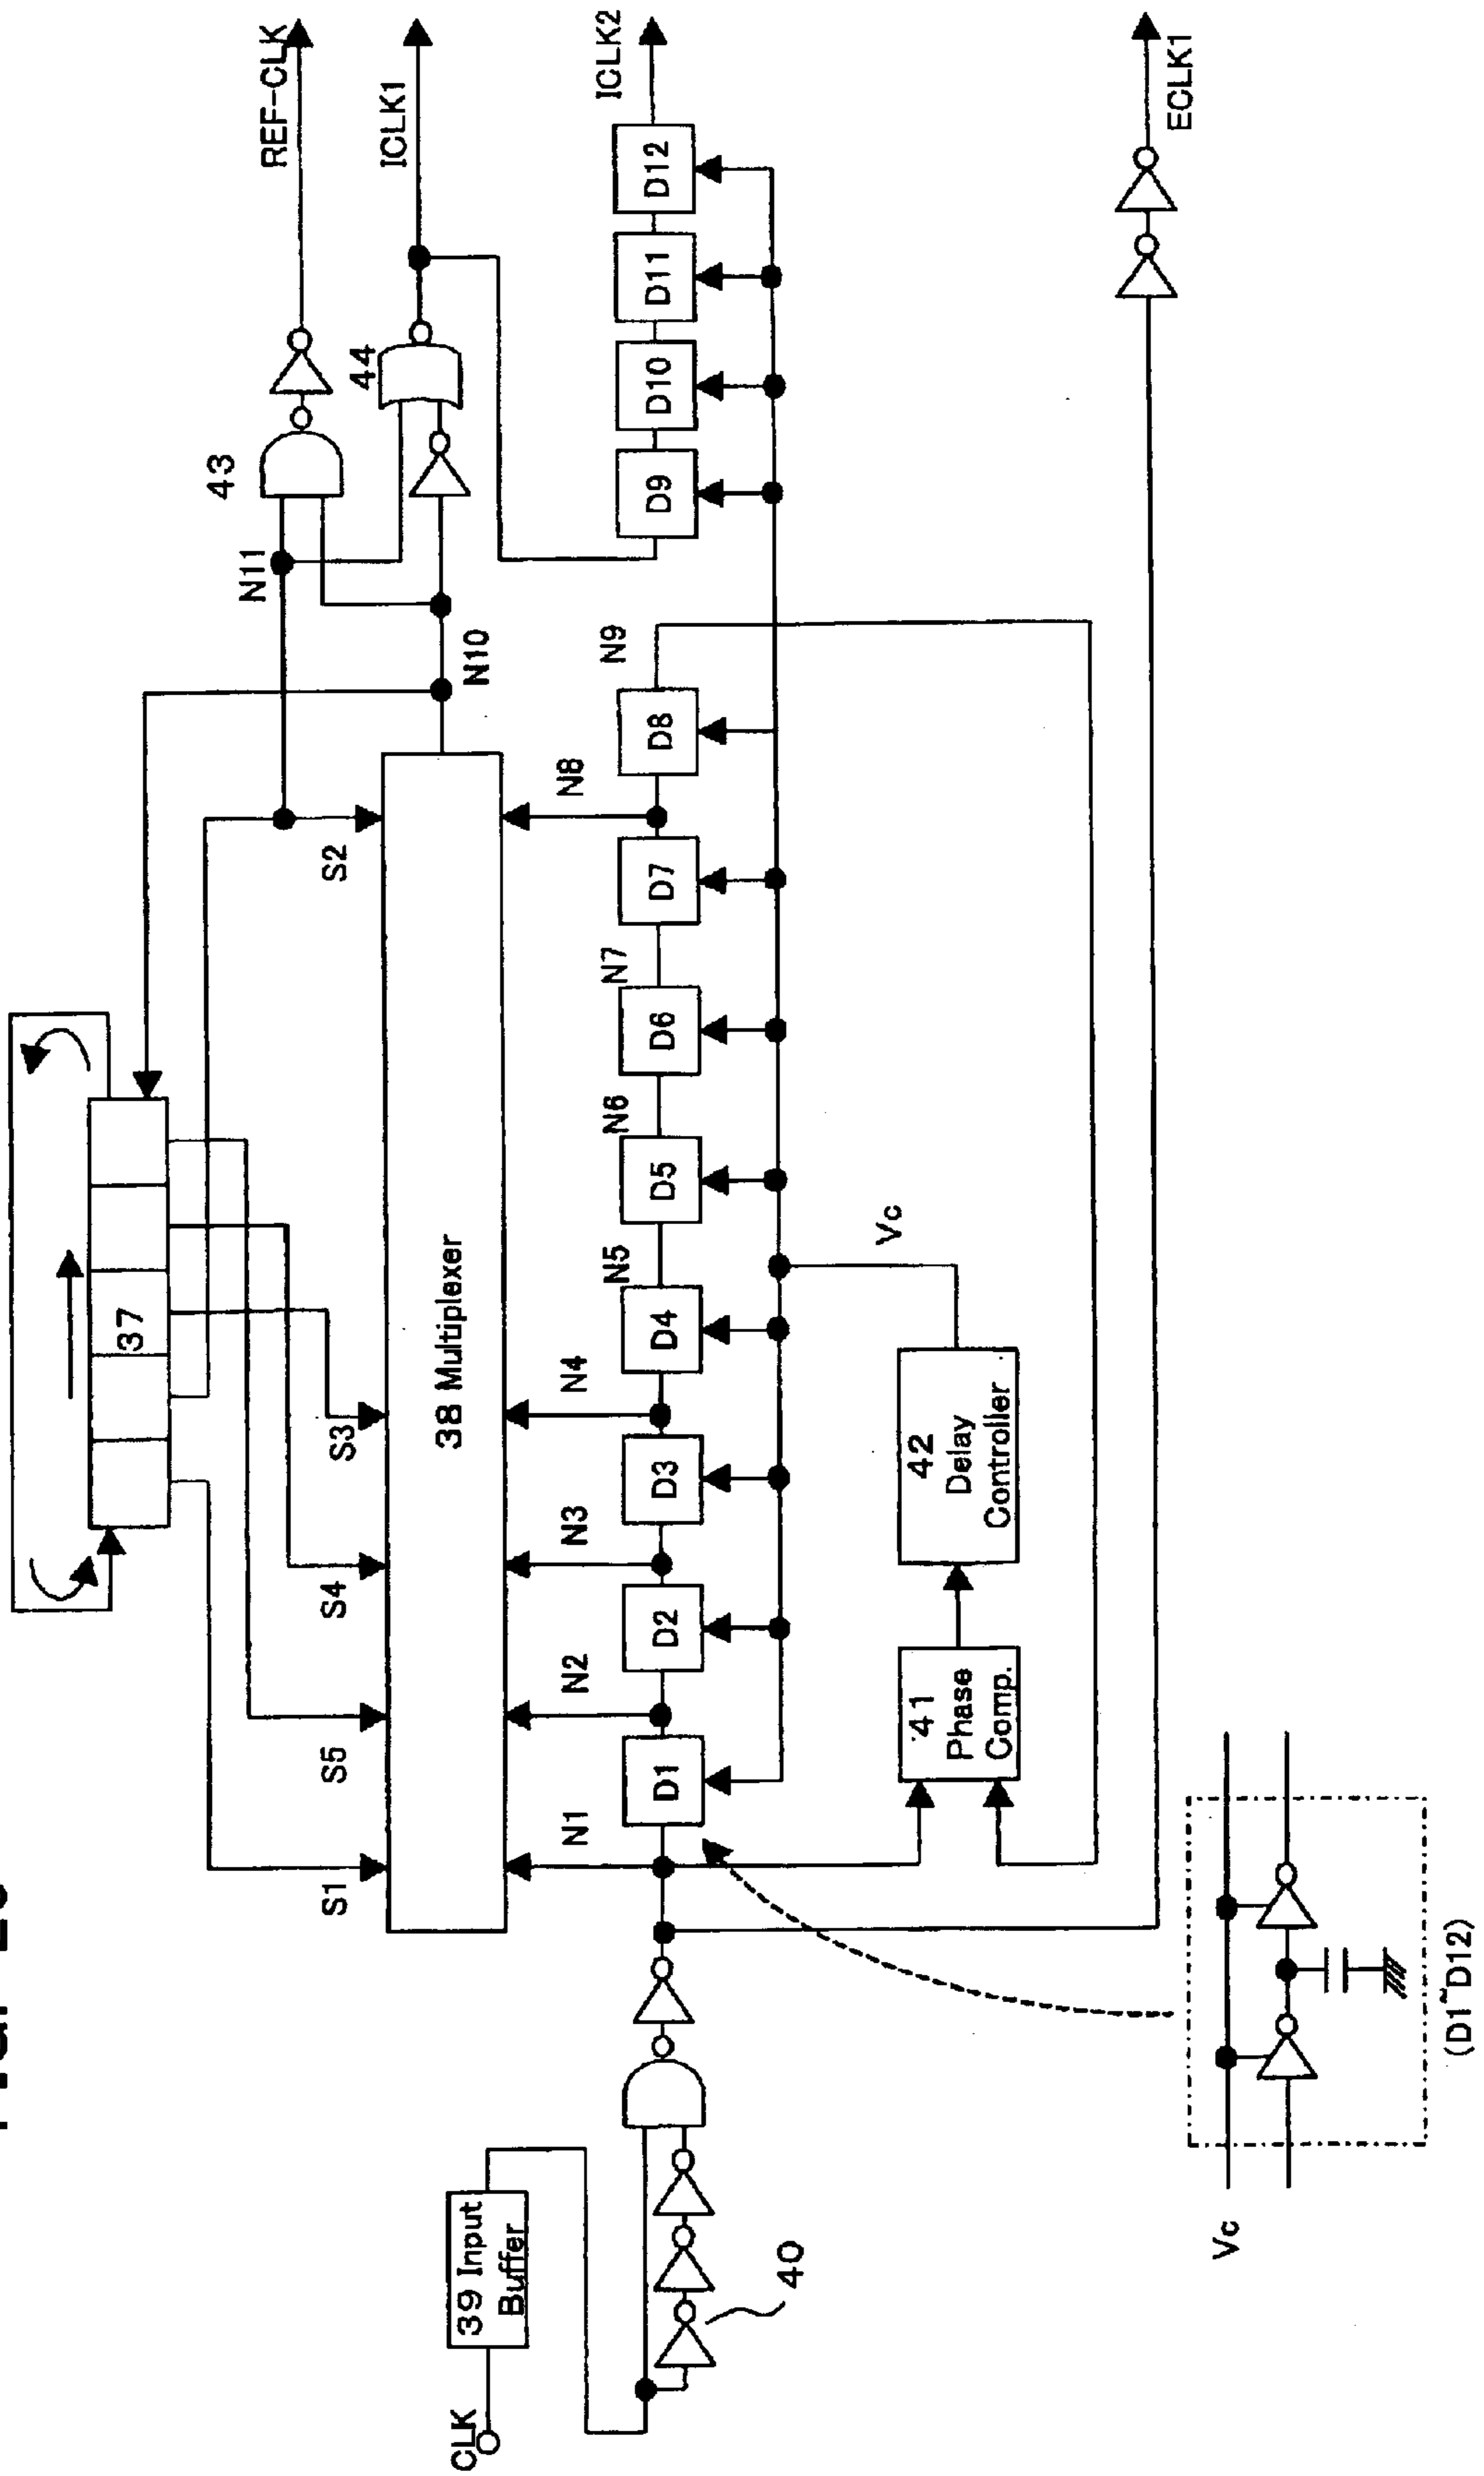 REF-CLK
ICLK1
ICLK2
ECLK1
43
44
N11
N10
37
S1
S5
S4
S3
S2
38 Multiplexer
N1
N2
N3
N4
N5
N6
N7
N8
N9
D1
D2
D3
D4
D5
D6
D7
D8
D9
D10
D11
D12
CLK
39 Input
Buffer
40
41
Phase
Comp.
42
Delay
Controller
Vc
Vc
(D1~D12)